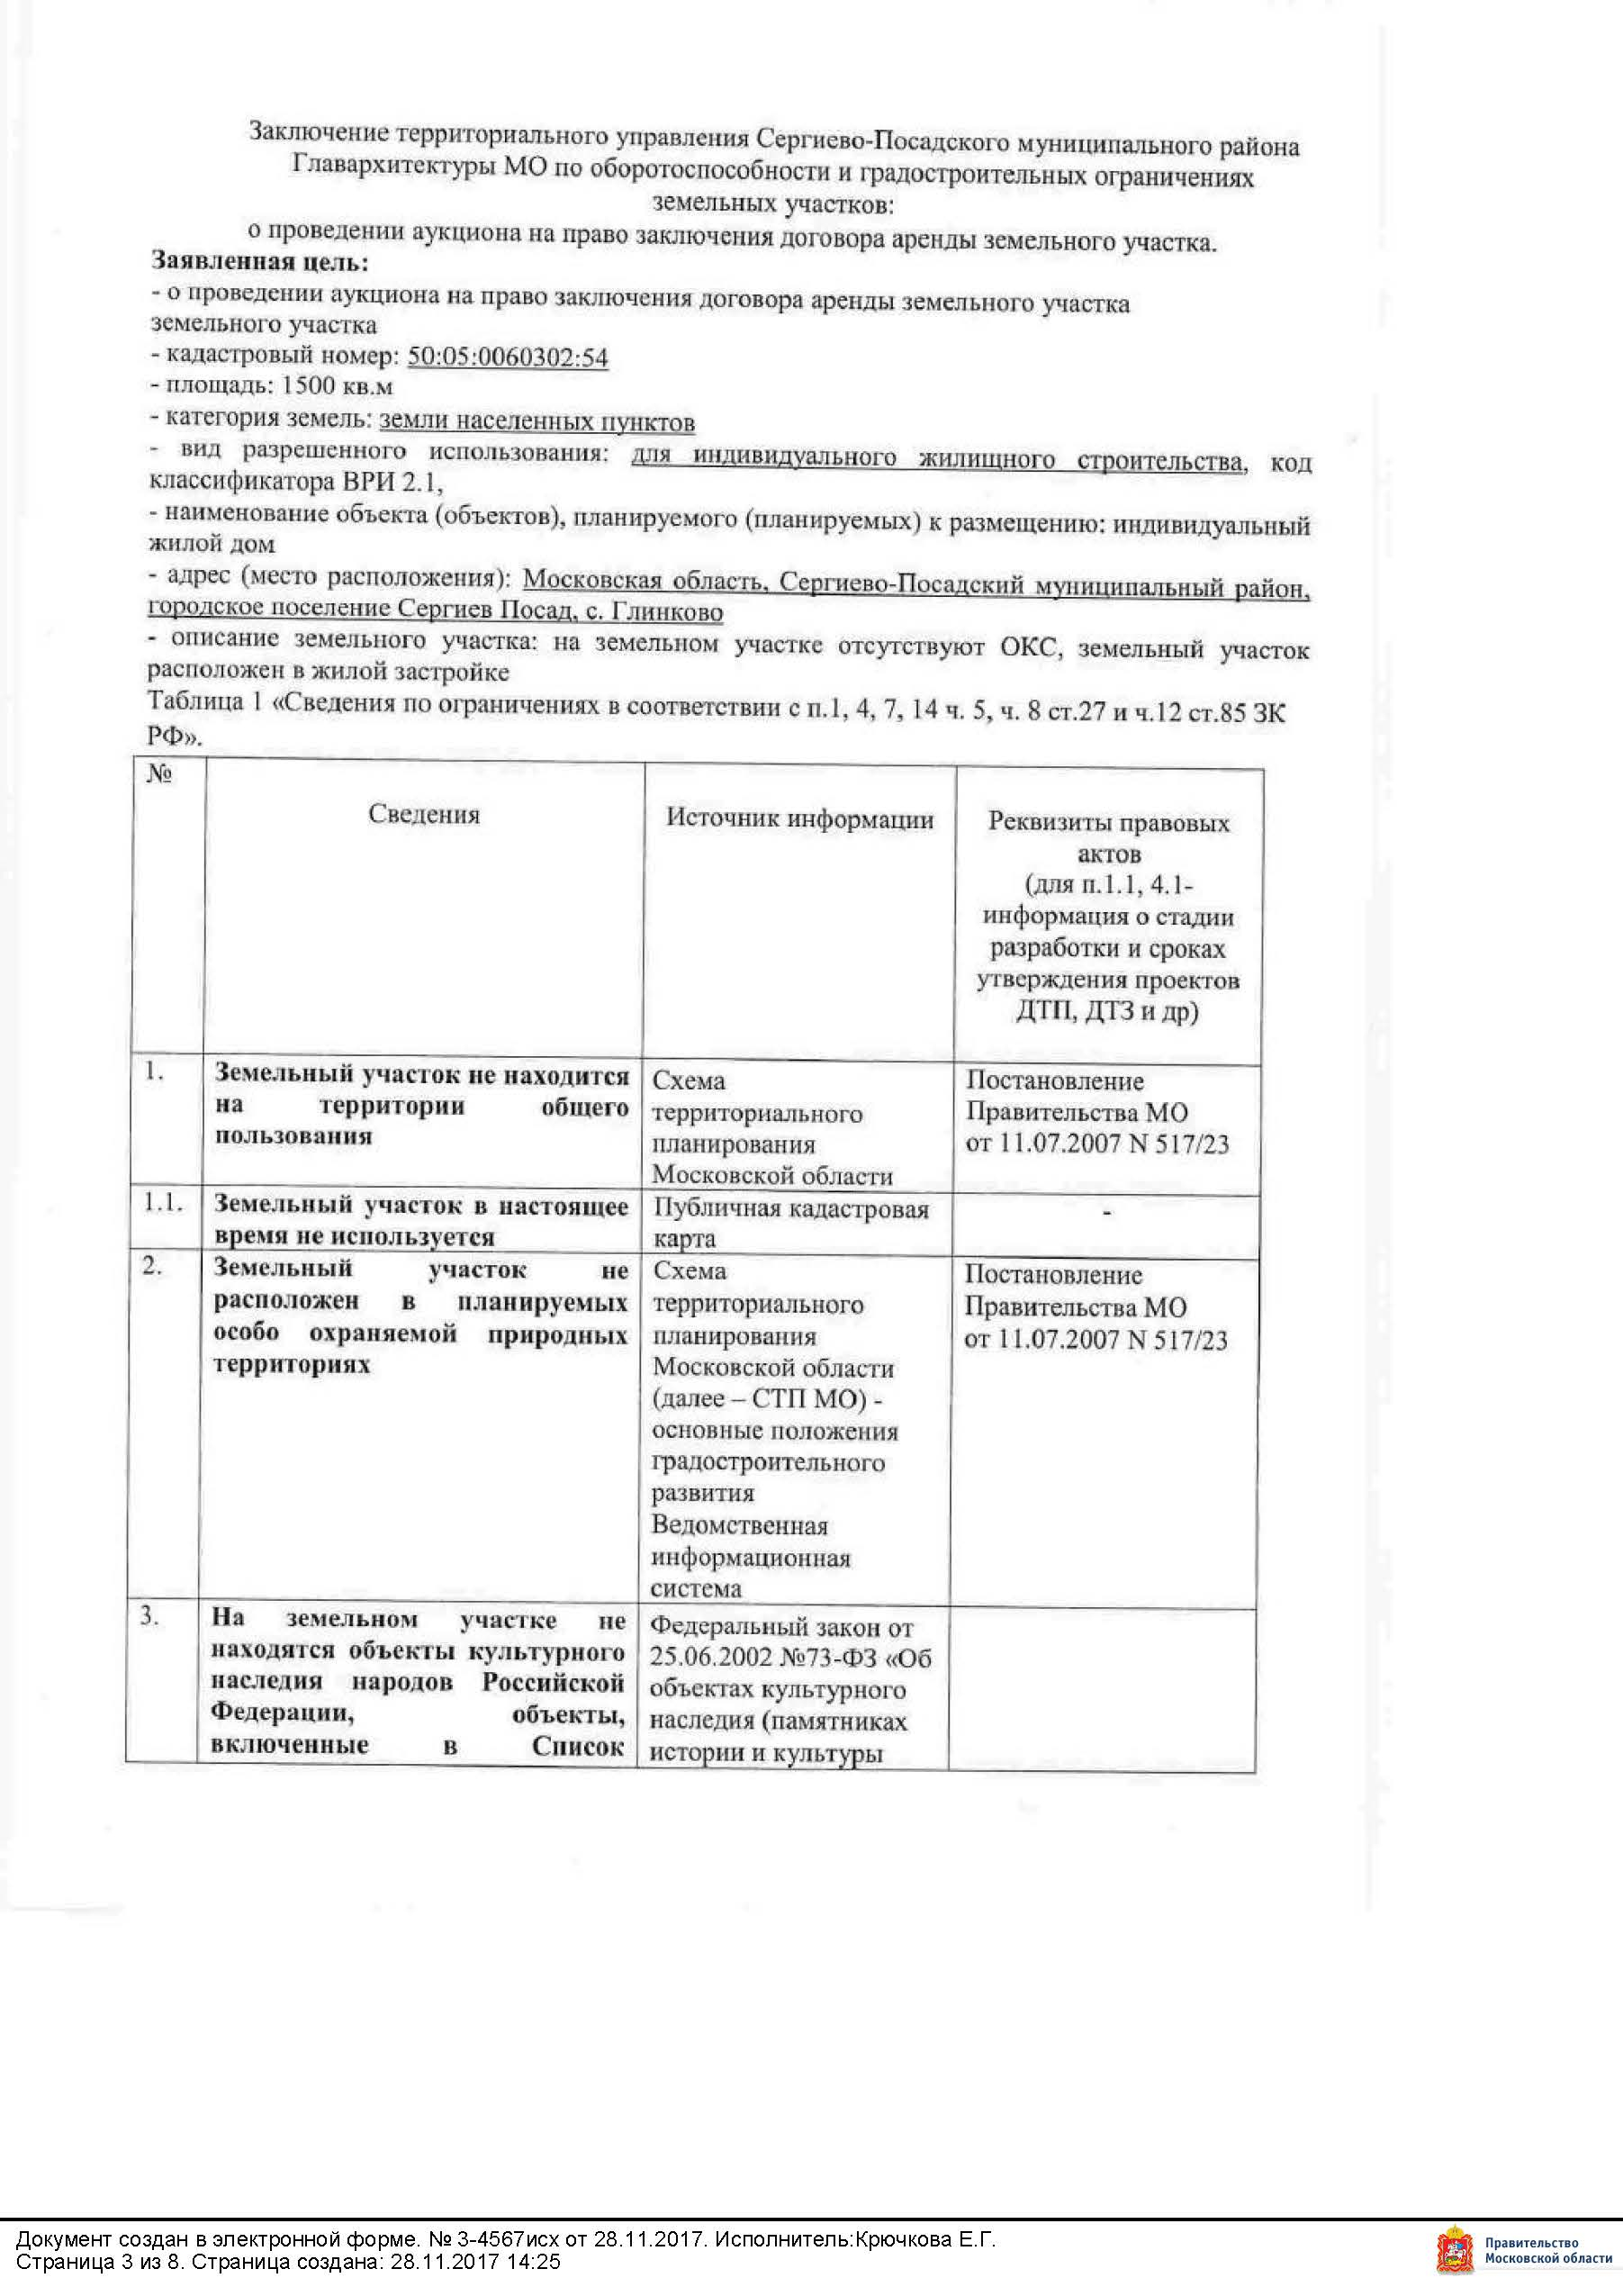 Заключение территориального управления Сергиево-Посадского муниципального района
Главархитектуры МО по оборотоспособности и градостроительных ограничениях
земельных участков:
о проведении аукциона на право заключения договора аренды земельного участка.
Заявленная цель:
- о проведении аукциона на право заключения договора аренды земельного участка
земельного участка
- кадастровый номер: 50:05:0060302:54
- площадь: 1500 кв.м
- категория земель: земли населенных пунктов
- вид разрешенного использования: для индивидуального жилищного строительства, код
классификатора ВРИ 2.1,
- наименование объекта (объектов), планируемого (планируемых) к размещению: индивидуальный
жилой дом
- адрес (место расположения): Московская область, Сергиево-Посадский муниципальный район,
городское поселение Сергиев Посад, с. Глинково
- описание земельного участка: на земельном участке отсутствуют ОКС, земельный участок
расположен в жилой застройке
Таблица 1 «Сведения по ограничениях в соответствии с п.1, 4, 7, 14 ч. 5, ч. 8 ст.27 и ч.12 ст.85 ЗК
РФ».
№
Сведения
Источник информации
Реквизиты правовых
актов
(для п.1.1, 4.1-
информация о стадии
разработки и сроках
утверждения проектов
ДТП, ДТЗ и др)
1.
Земельный участок не находится
на территории общего
пользования
Схема
территориального
планирования
Московской области
Постановление
Правительства МО
от 11.07.2007 N 517/23
1.1.
Земельный участок в настоящее
время не используется
Публичная кадастровая
карта
-
2.
Земельный участок не
расположен в планируемых
особо охраняемой природных
территориях
Схема
территориального
планирования
Московской области
(далее – СТП МО) -
основные положения
градостроительного
развития
Ведомственная
информационная
система
Постановление
Правительства МО
от 11.07.2007 N 517/23
3.
На земельном участке не
находятся объекты культурного
наследия народов Российской
Федерации, объекты,
включенные в Список
Федеральный закон от
25.06.2002 №73-ФЗ «Об
объектах культурного
наследия (памятниках
истории и культуры
Документ создан в электронной форме. № 3-4567исх от 28.11.2017. Исполнитель:Крючкова Е.Г.
Страница 3 из 8. Страница создана: 28.11.2017 14:25
Правительство
Московской области